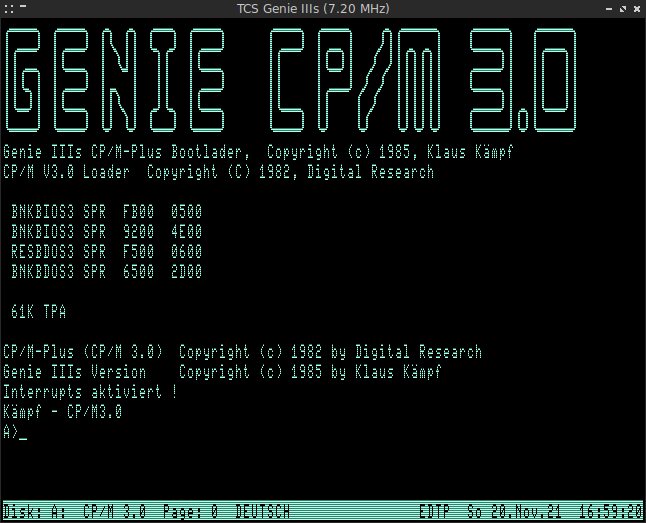 TCS Genie IIIs (7.20 MHz)
GENIE CP/M 3.0
Genie IIIs CP/M-Plus Bootlader,  Copyright (c) 1985, Klaus Kämpf
CP/M V3.0 Loader  Copyright (C) 1982, Digital Research
BNKBIOS3 SPR  FB00  0500
BNKBIOS3 SPR  9200  4E00
RESBDOS3 SPR  F500  0600
BNKBDOS3 SPR  6500  2D00
61K TPA
CP/M-Plus (CP/M 3.0)  Copyright (c) 1982 by Digital Research
Genie IIIs Version    Copyright (c) 1985 by Klaus Kämpf
Interrupts aktiviert !
Kämpf - CP/M3.0
A>_
Disk: A:  CP/M 3.0  Page: 0  DEUTSCH  EDTP  So 20.Nov.21  16:59:20